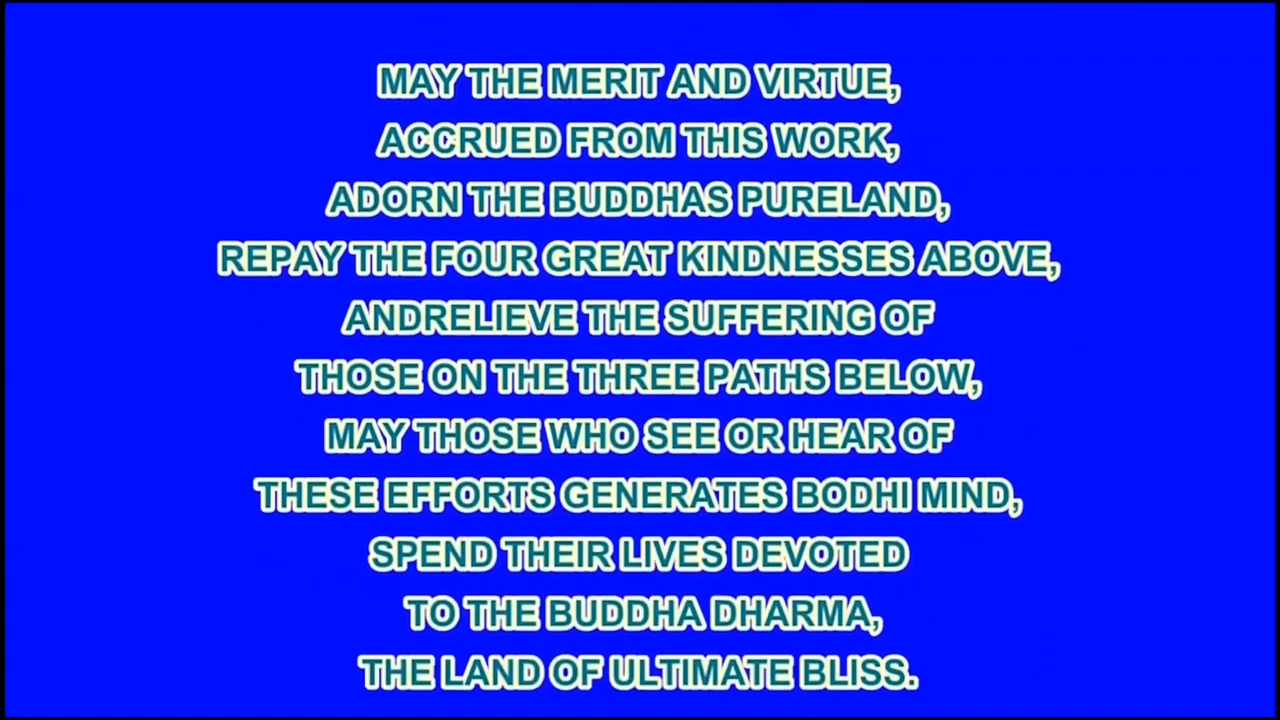 MAY THE MERIT AND VIRTUE,
ACCRUED FROM THIS WORK,
ADORN THE BUDDHAS PURELAND,
REPAY THE FOUR GREAT KINDNESSES ABOVE,
ANDRELIEVE THE SUFFERING OF
THOSE ON THE THREE PATHS BELOW,
MAY THOSE WHO SEE OR HEAR OF
THESE EFFORTS GENERATES BODHI MIND,
SPEND THEIR LIVES DEVOTED
TO THE BUDDHA DHARMA,
THE LAND OF ULTIMATE BLISS.